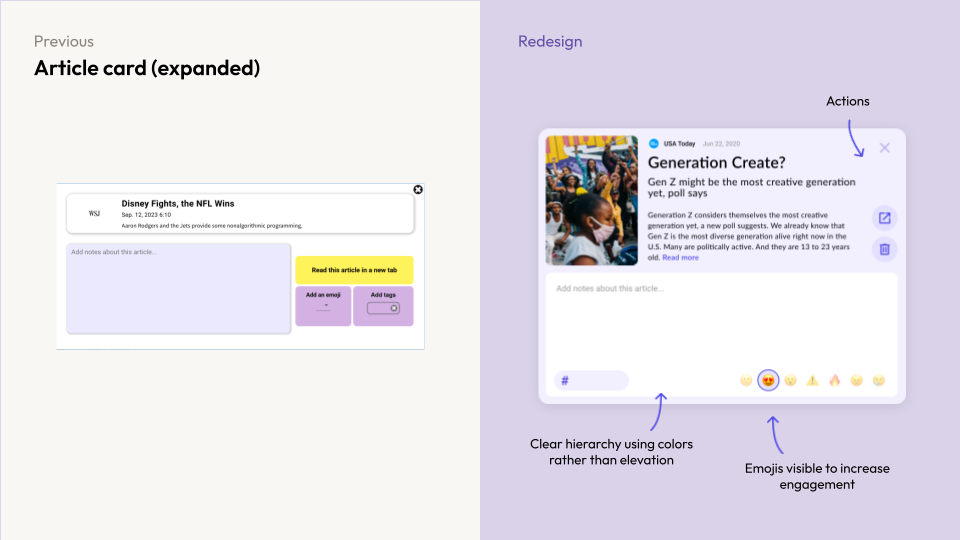 Previous
Article card (expanded)
WSJ
Disney Fights, the NFL Wins
Sep. 12, 2023 6:10
Aaron Rodgers and the Jets provide some nonalgorithmic programming.
Add notes about this article...
Read this article in a new tab
Add an emoji
Add tags
Redesign
Actions
USA Today Jun 22, 2020
Generation Create?
Gen Z might be the most creative generation
yet, poll says
Generation Z considers themselves the most creative
generation yet, a new poll suggests. We already know that
Gen Z is the most diverse generation alive right now in the
U.S. Many are politically active. And they are 13 to 23 years
old. Read more
Add notes about this article...
#
Clear hierarchy using colors
rather than elevation
Emojis visible to increase
engagement